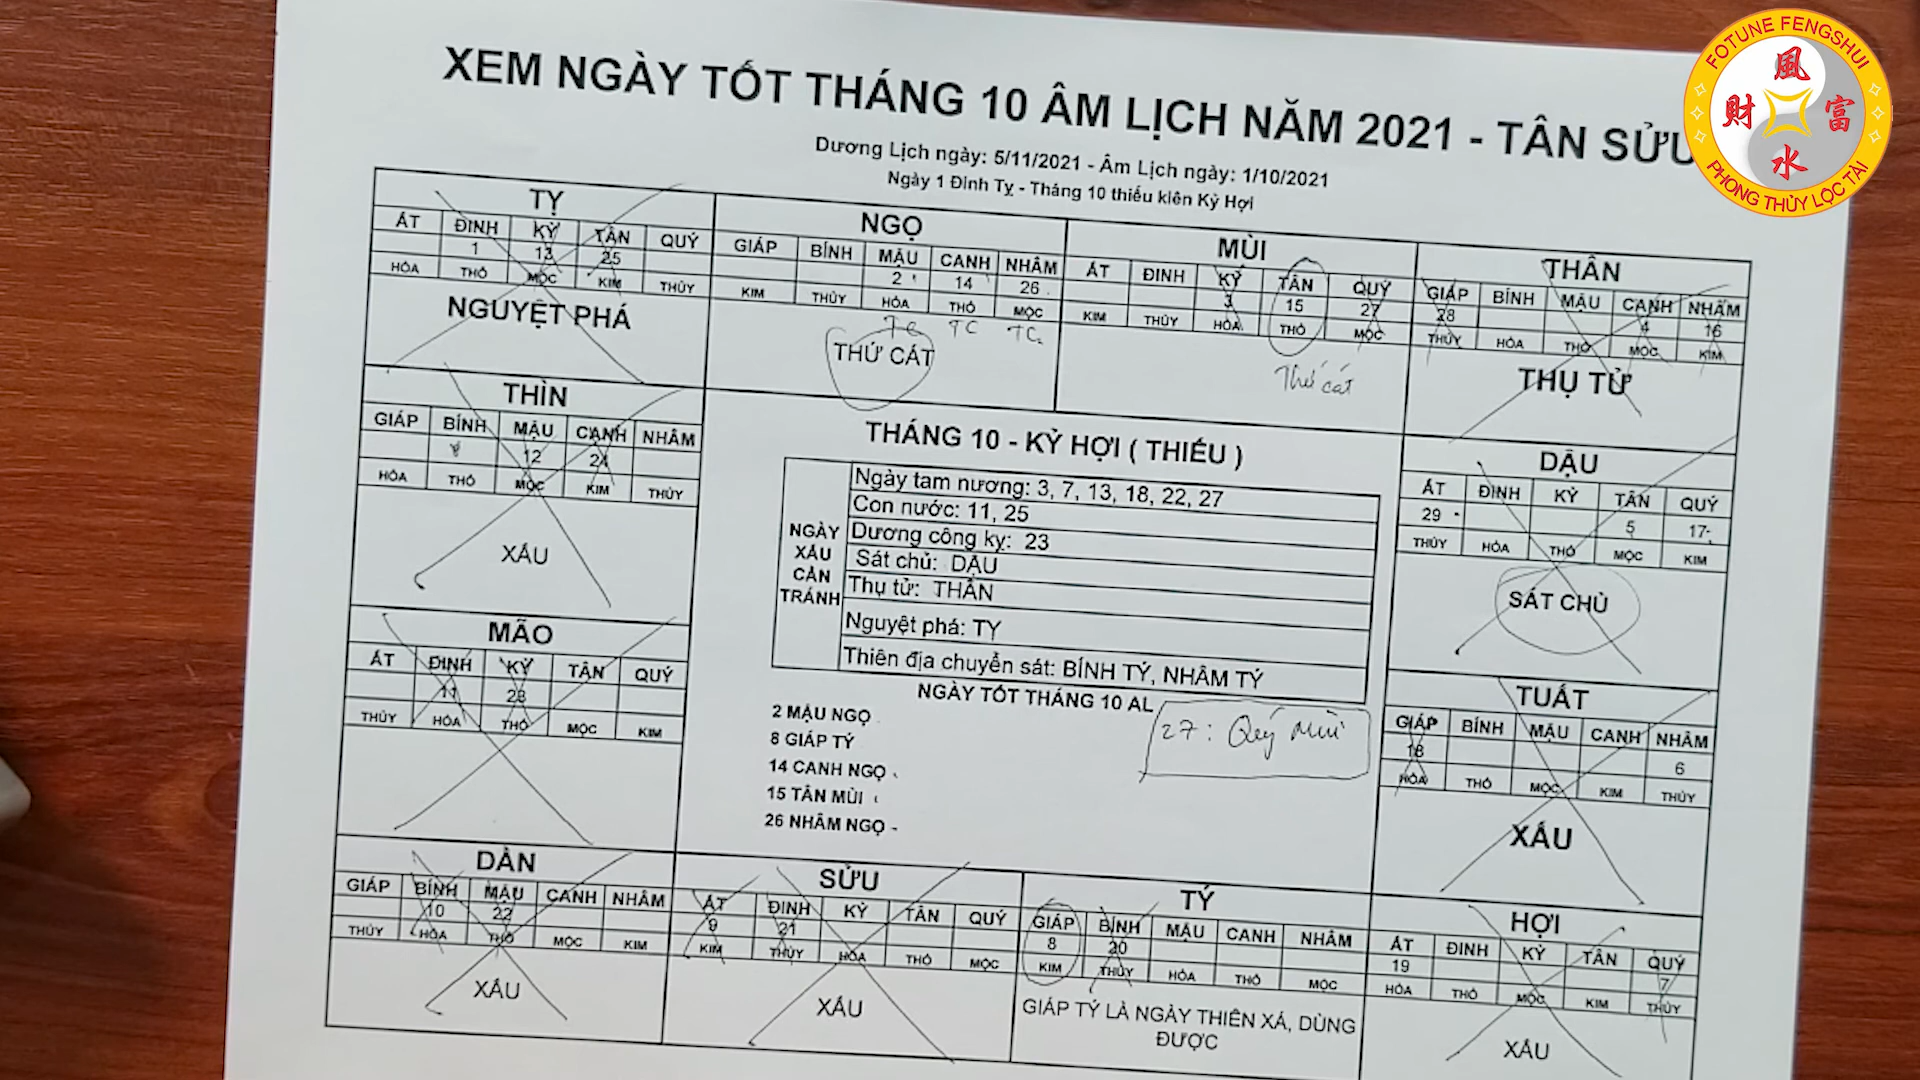 XEM NGÀY TỐT THÁNG 10 ÂM LỊCH NĂM 2021 - TÂN SỬU
FOTUNE FENGSHUI
風
財 富
水
PHONG THỦY LỘC TÀI
Dương Lịch ngày: 5/11/2021 - Âm Lịch ngày: 1/10/2021
Ngày 1 Đinh Tỵ - Tháng 10 thiếu kiên Kỷ Hợi
TỴ
ẤT ĐINH KỶ TÂN QUÝ
1 13 25
HỎA THỔ MỘC KIM THỦY
NGUYỆT PHÁ
NGỌ
GIÁP BÍNH MẬU CANH NHÂM
2 14 26
KIM THỦY HỎA THỔ MỘC
TC TC TC
THỨ CÁT
MÙI
ẤT ĐINH KỶ TÂN QUÝ
3 15 27
KIM THỦY HỎA THỔ MỘC
Thứ cát
THÂN
GIÁP BÍNH MẬU CANH NHÂM
28 4 16
THỦY HỎA THỔ MỘC KIM
THỤ TỬ
THÌN
GIÁP BÍNH MẬU CANH NHÂM
12 24
HỎA THỔ MỘC KIM THỦY
XẤU
THÁNG 10 - KỶ HỢI ( THIẾU )
NGÀY XẤU CẦN TRÁNH
Ngày tam nương: 3, 7, 13, 18, 22, 27
Con nước: 11, 25
Dương công kỵ: 23
Sát chủ: DẬU
Thụ tử: THÂN
Nguyệt phá: TỴ
Thiên địa chuyển sát: BÍNH TÝ, NHÂM TÝ
DẬU
ẤT ĐINH KỶ TÂN QUÝ
29 5 17
THỦY HỎA THỔ MỘC KIM
SÁT CHỦ
MÃO
ẤT ĐINH KỶ TÂN QUÝ
11 23
THỦY HỎA THỔ MỘC KIM
NGÀY TỐT THÁNG 10 AL
2 MẬU NGỌ
8 GIÁP TÝ
14 CANH NGỌ
15 TÂN MÙI
26 NHÂM NGỌ
27: Quý Mùi
TUẤT
GIÁP BÍNH MẬU CANH NHÂM
18 6
HỎA THỔ MỘC KIM THỦY
XẤU
DẦN
GIÁP BÍNH MẬU CANH NHÂM
10 22
THỦY HỎA THỔ MỘC KIM
XẤU
SỬU
ẤT ĐINH KỶ TÂN QUÝ
9 21
KIM THỦY HỎA THỔ MỘC
XẤU
TÝ
GIÁP BÍNH MẬU CANH NHÂM
8 20
KIM THỦY HỎA THỔ MỘC
GIÁP TÝ LÀ NGÀY THIÊN XÁ, DÙNG
ĐƯỢC
HỢI
ẤT ĐINH KỶ TÂN QUÝ
19 7
HỎA THỔ MỘC KIM THỦY
XẤU